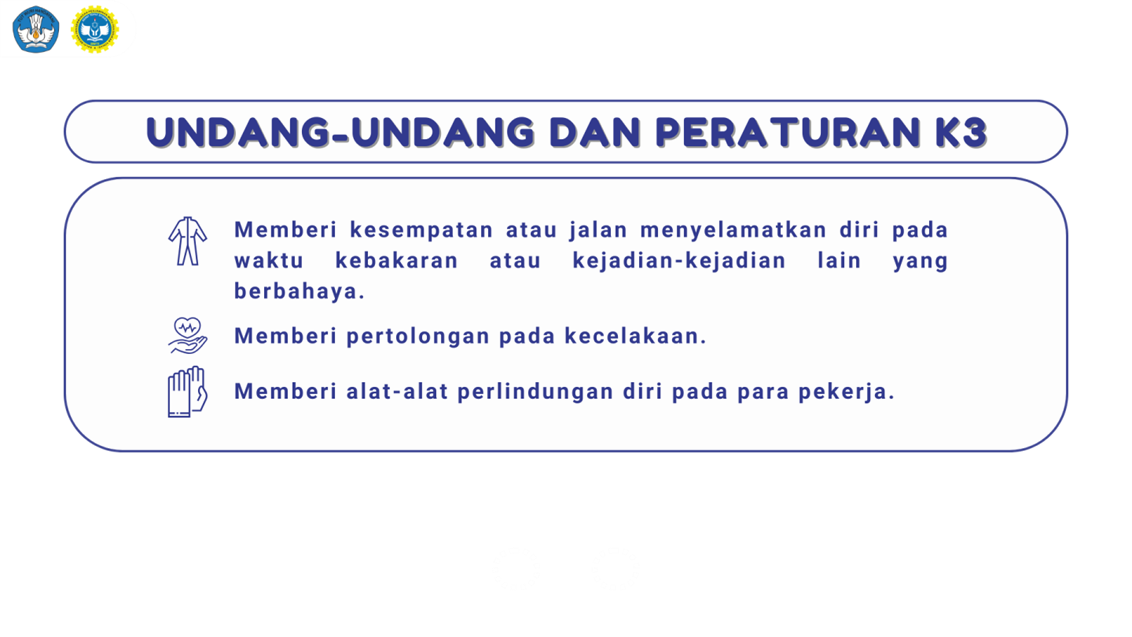 UNDANG-UNDANG DAN PERATURAN K3
Memberi kesempatan atau jalan menyelamatkan diri pada
waktu kebakaran atau kejadian-kejadian lain yang
berbahaya.
Memberi pertolongan pada kecelakaan.
Memberi alat-alat perlindungan diri pada para pekerja.